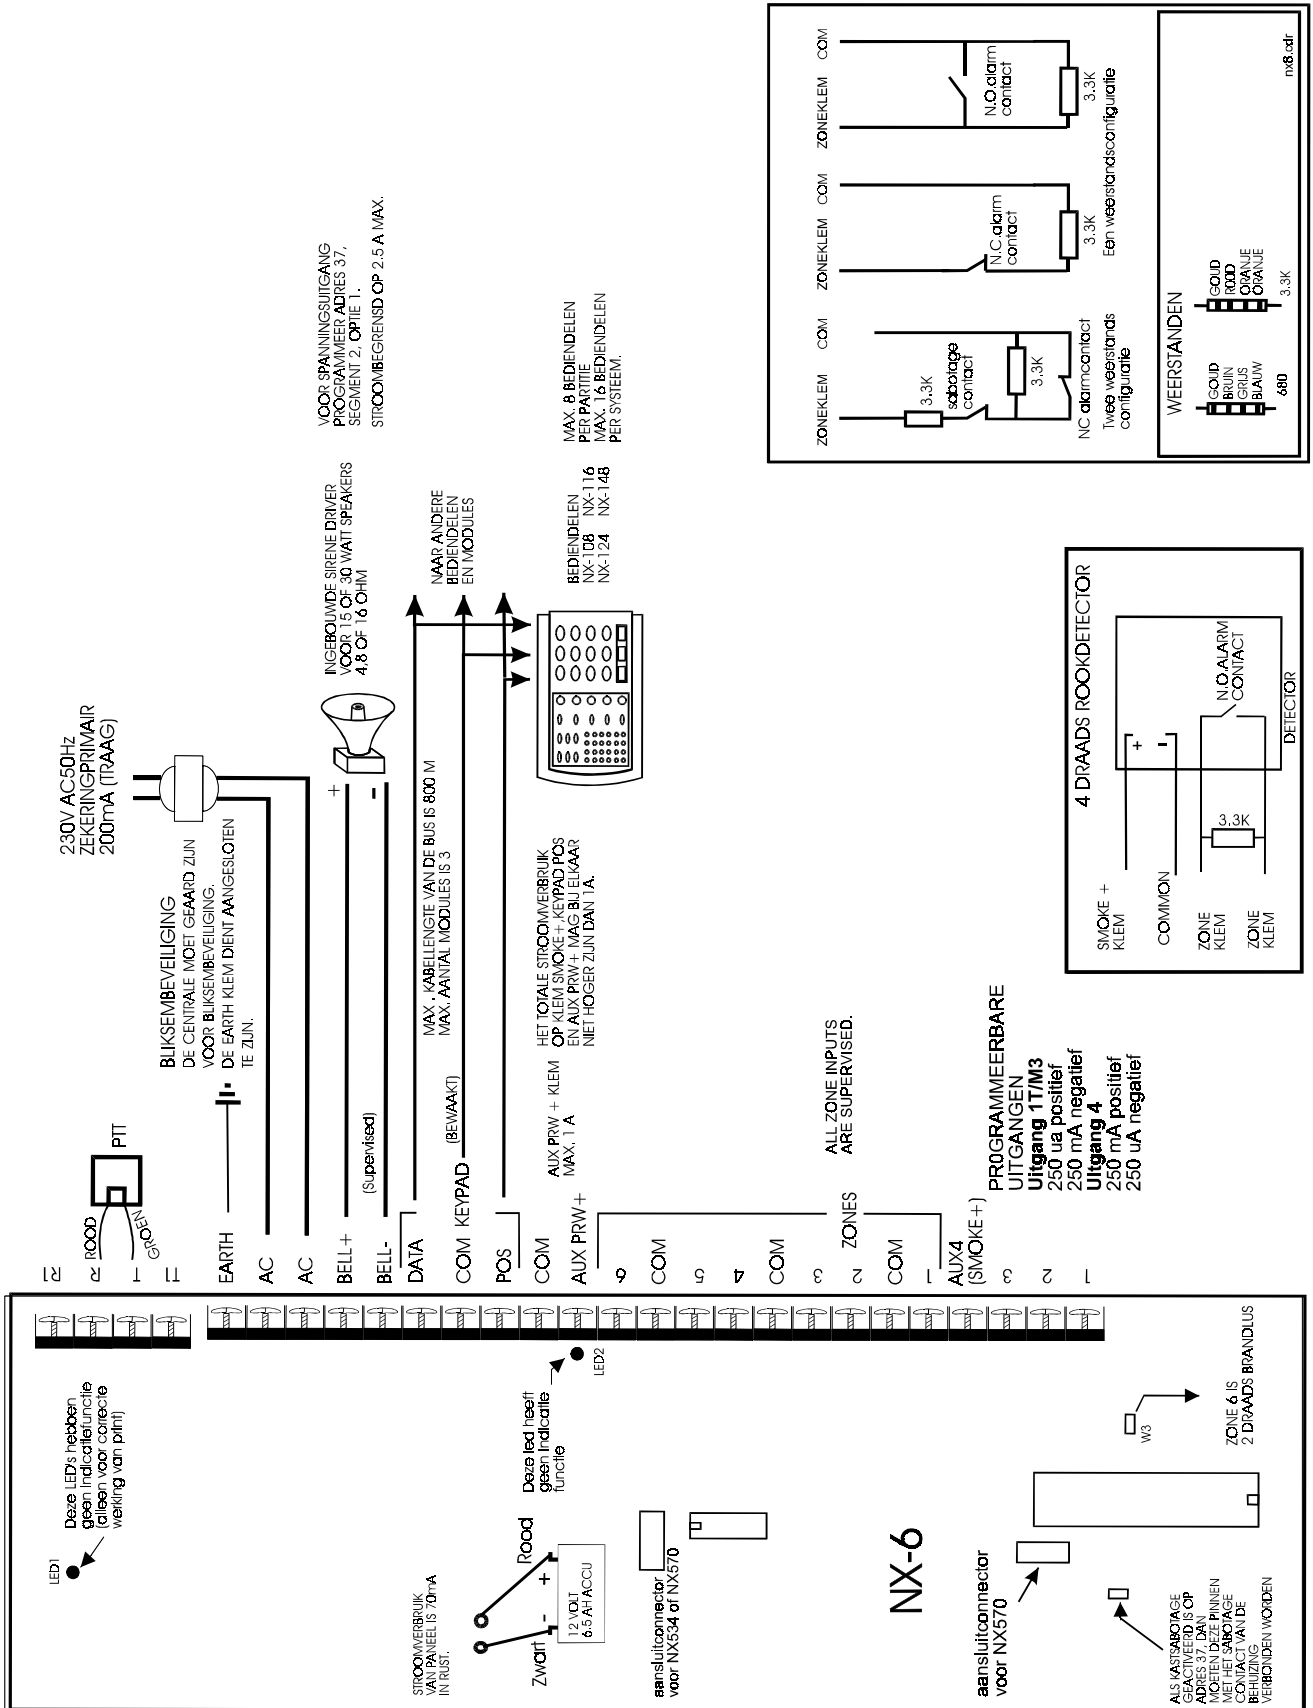 R1
R
T
T1
ROOD
GROEN
PTT
EARTH
AC
AC
BELL+
BELL-
DATA
COM
KEYPAD
POS
COM
AUX PRW+
6
COM
5
4
COM
3
2
ZONES
COM
1
AUX4
(SMOKE+)
3
2
1
(Supervised)
(BEWAAKT)
230V AC50Hz
ZEKERINGPRIMAIR
200mA (TRAAG)
BLIKSEMBEVEILIGING
DE CENTRALE MOET GEAARD ZIJN
VOOR BLIKSEMBEVEILIGING.
DE EARTH KLEM DIENT AANGESLOTEN
TE ZIJN.
+
-
INGEBOUWDE SIRENE DRIVER
VOOR 15 OF 30 WATT SPEAKERS
4,8 OF 16 OHM
VOOR SPANNINGSUITGANG
PROGRAMMEER ADRES 37,
SEGMENT 2, OPTIE 1.
STROOMBEGRENSD OP 2.5 A MAX.
MAX. KABELLENGTE VAN DE BUS IS 800 M
MAX. AANTAL MODULES IS 3
NAAR ANDERE
BEDIENDELEN
EN MODULES
BEDIENDELEN
NX-108 NX-116
NX-124 NX-148
MAX. 8 BEDIENDELEN
PER PARTITIE
MAX. 16 BEDIENDELEN
PER SYSTEEM.
AUX PRW + KLEM
MAX. 1 A
HET TOTALE STROOMVERBRUIK
OP KLEM SMOKE+,KEYPAD POS
EN AUX PRW+ MAG BIJ ELKAAR
NIET HOGER ZIJN DAN 1A.
ALL ZONE INPUTS
ARE SUPERVISED.
PROGRAMMEERBARE
UITGANGEN
Uitgang 1T/M3
250 ua positief
250 mA negatief
Uitgang 4
250 mA positief
250 uA negatief
Deze LED's hebben
geen indicatiefunctie
(alleen voor correcte
werking van print)
LED1
Deze led heeft
geen indicatie
functie
LED2
STROOMVERBRUIK
VAN PANEEL IS 70mA
IN RUST.
Zwart
Rood
- +
12 VOLT
6.5 AH ACCU
aansluitconnector
voor NX534 of NX570
NX-6
aansluitconnector
voor NX570
ALS KASTSABOTAGE
GEACTIVEERD IS OP
ADRES 37, DAN
MOETEN DEZE PINNEN
MET HET SABOTAGE
CONTACT VAN DE
BEHUIZING
VERBONDEN WORDEN
W3
ZONE 6 IS
2 DRAADS BRANDLUS
4 DRAADS ROOKDETECTOR
SMOKE +
KLEM
COMMON
ZONE
KLEM
ZONE
KLEM
+
-
3.3K
N.O.ALARM
CONTACT
DETECTOR
ZONEKLEM COM
3.3K
sabotage
contact
3.3K
NC alarmcontact
Twee weerstands
configuratie
ZONEKLEM COM
N.C.alarm
contact
3.3K
ZONEKLEM COM
N.O.alarm
contact
3.3K
Een weerstandsconfiguratie
WEERSTANDEN
GOUD
BRUIN
GRIJS
BLAUW
680
GOUD
ROOD
ORANJE
ORANJE
3.3K
nx8.cdr